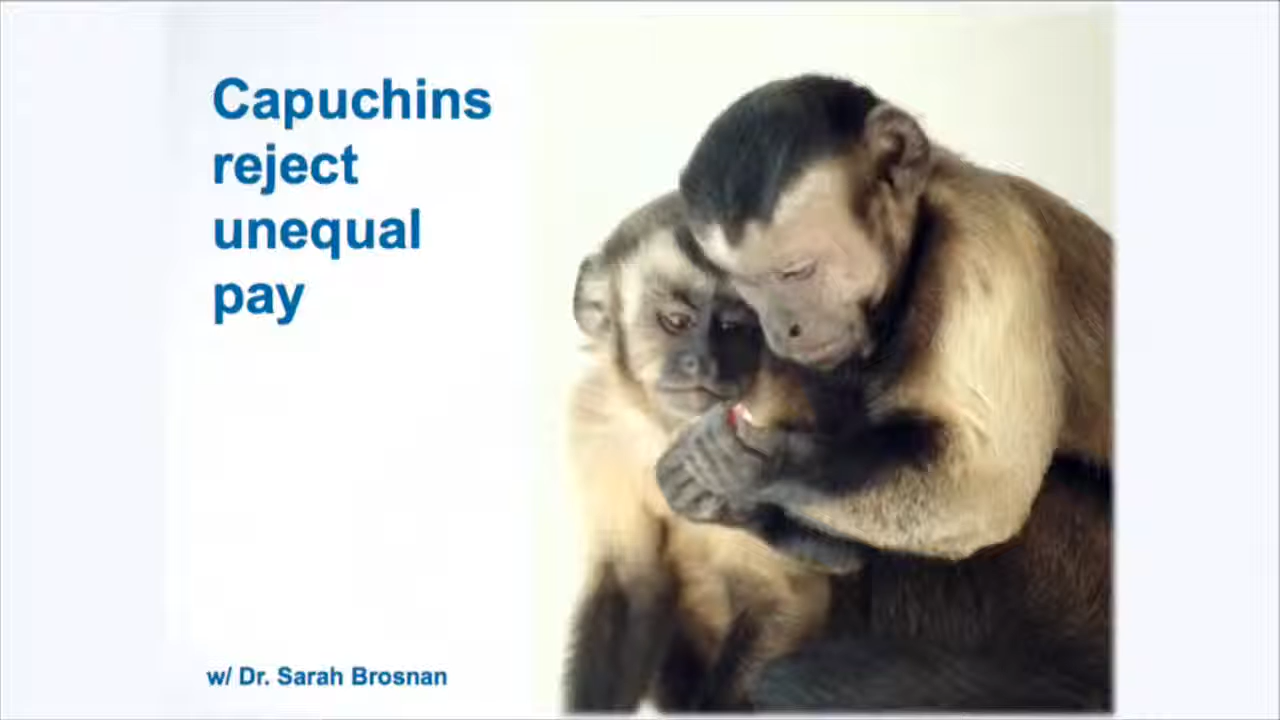 Capuchins
reject
unequal
pay
w/ Dr. Sarah Brosnan